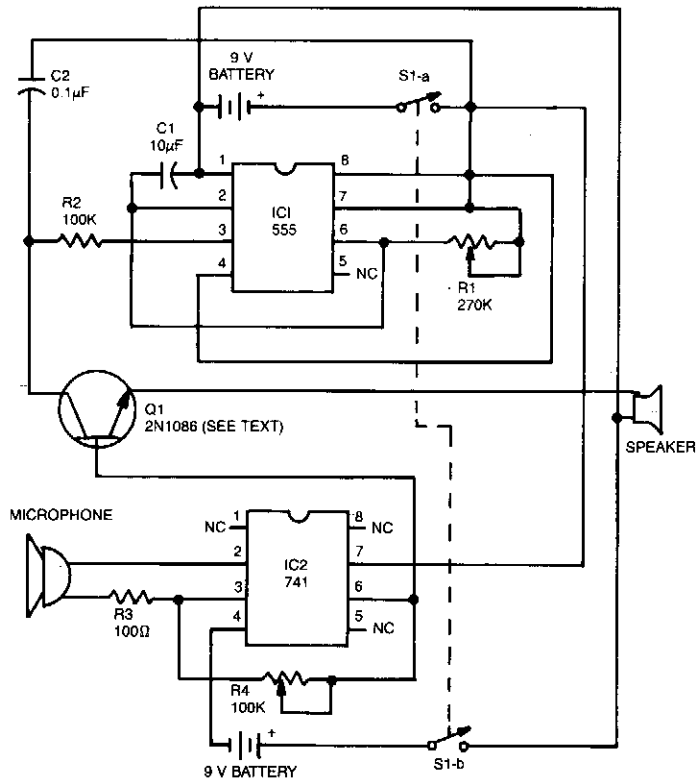 C2
0.1µF
9 V
BATTERY
+
S1-a
C1
10µF
R2
100K
1
2
3
4
IC1
555
8
7
6
5
NC
R1
270K
Q1
2N1086 (SEE TEXT)
SPEAKER
MICROPHONE
NC
1
2
3
4
IC2
741
8
NC
7
6
5
NC
R3
100Ω
R4
100K
+
9 V BATTERY
S1-b